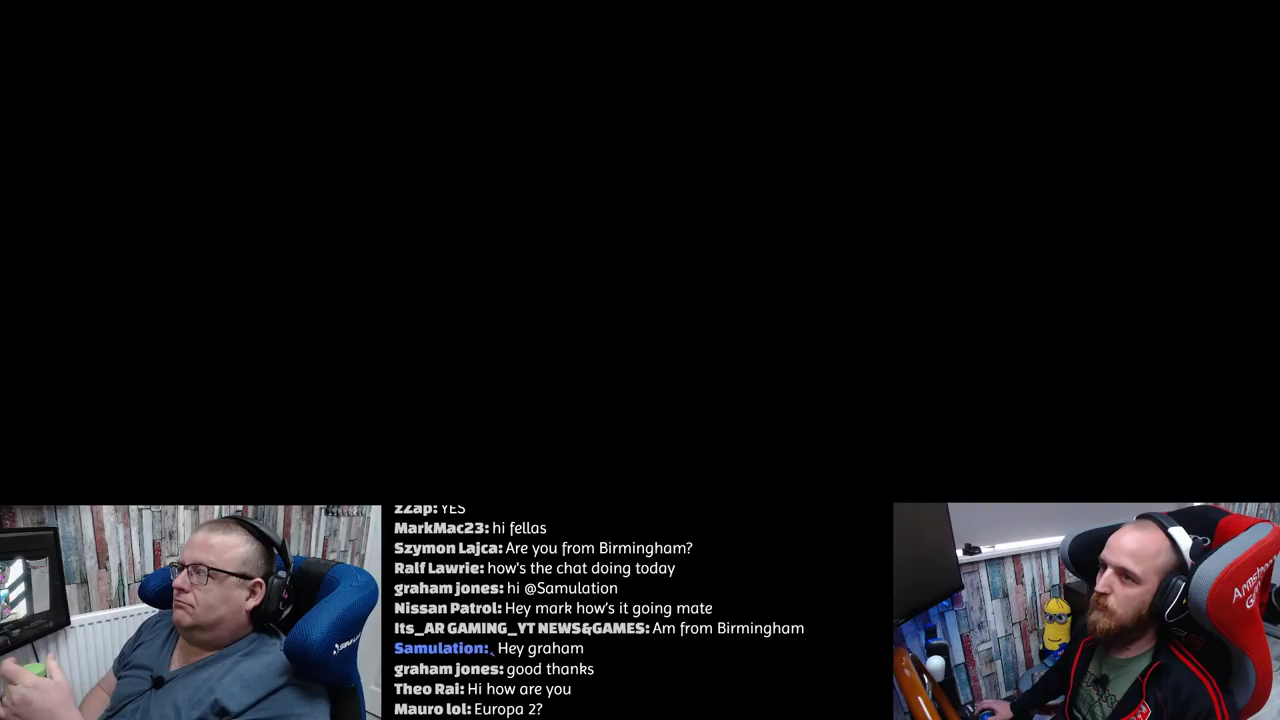 zZap: YES
MarkMac23: hi fellas
Szymon Lajca: Are you from Birmingham?
Ralf Lawrie: how's the chat doing today
graham jones: hi @Samulation
Nissan Patrol: Hey mark how's it going mate
Its_AR GAMING_YT NEWS&GAMES: Am from Birmingham
Samulation: Hey graham
graham jones: good thanks
Theo Rai: Hi how are you
Mauro lol: Europa 2?